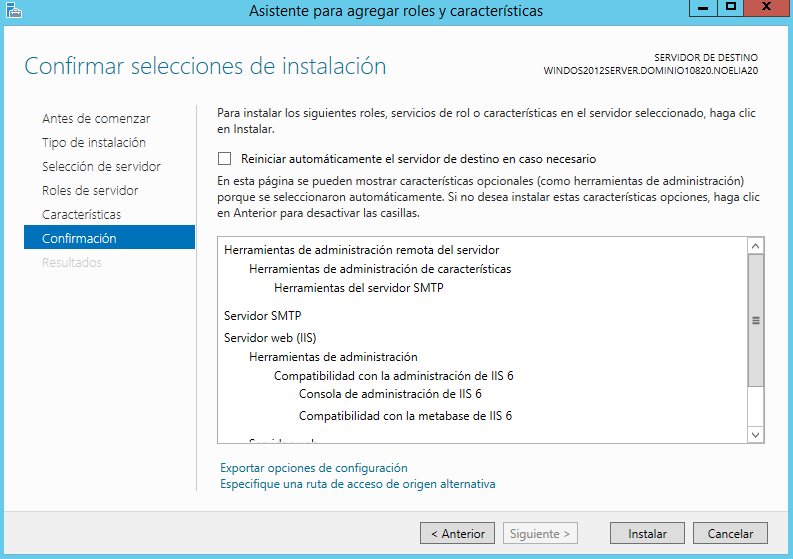 Asistente para agregar roles y características
Confirmar selecciones de instalación
SERVIDOR DE DESTINO
WINDOS2012SERVER.DOMINIO10820.NOELIA20
Antes de comenzar
Tipo de instalación
Selección de servidor
Roles de servidor
Características
Confirmación
Resultados
Para instalar los siguientes roles, servicios de rol o características en el servidor seleccionado, haga clic
en Instalar.
Reiniciar automáticamente el servidor de destino en caso necesario
En esta página se pueden mostrar características opcionales (como herramientas de administración)
porque se seleccionaron automáticamente. Si no desea instalar estas características opciones, haga clic
en Anterior para desactivar las casillas.
Herramientas de administración remota del servidor
Herramientas de administración de características
Herramientas del servidor SMTP
Servidor SMTP
Servidor web (IIS)
Herramientas de administración
Compatibilidad con la administración de IIS 6
Consola de administración de IIS 6
Compatibilidad con la metabase de IIS 6
Exportar opciones de configuración
Especifique una ruta de acceso de origen alternativa
< Anterior
Siguiente >
Instalar
Cancelar